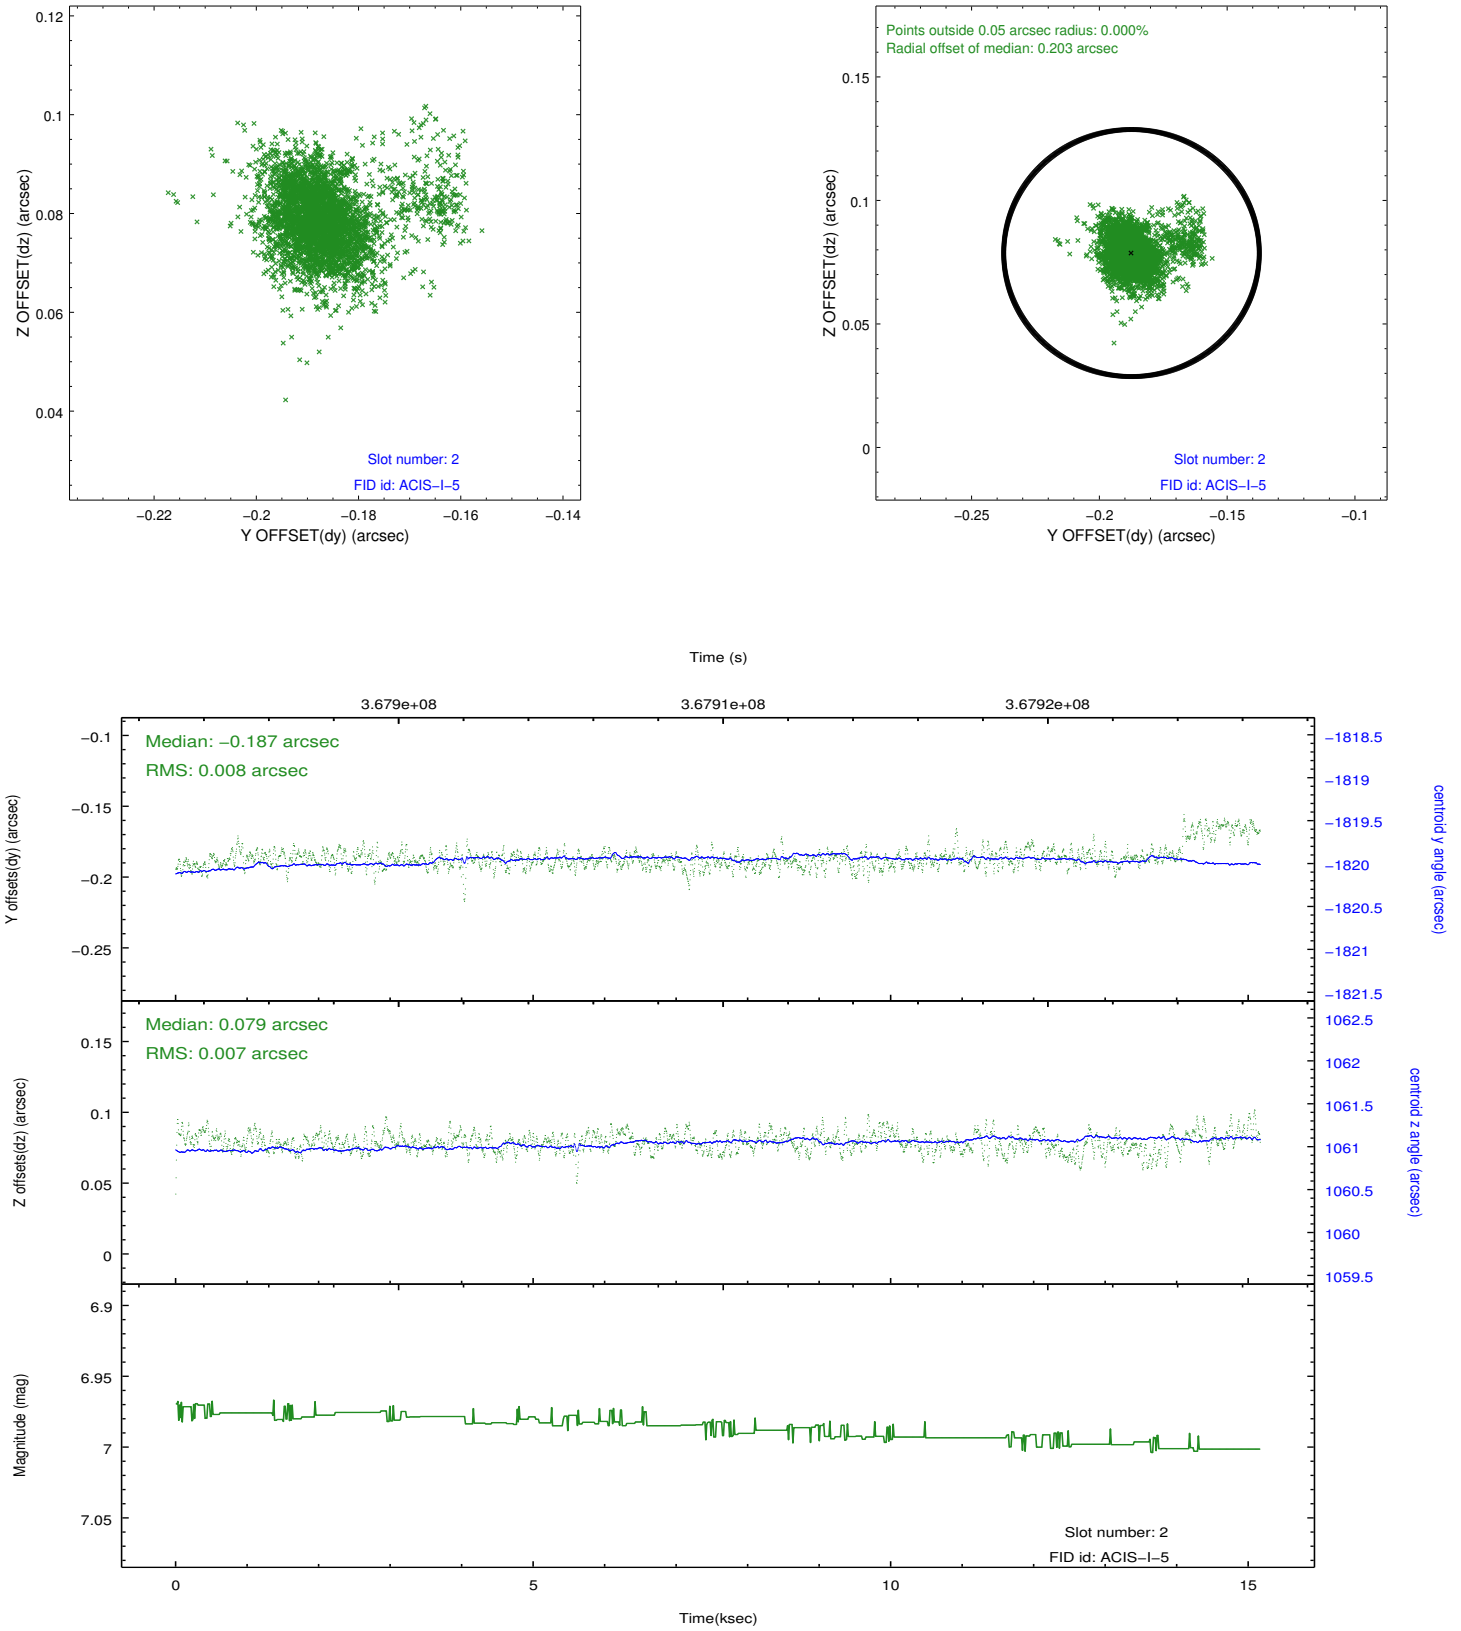 0.12
0.1
0.08
0.06
0.04
Z OFFSET(dz) (arcsec)
Slot number: 2
FID id: ACIS−I−5
−0.22
−0.2
−0.18
−0.16
−0.14
Y OFFSET(dy) (arcsec)
Points outside 0.05 arcsec radius: 0.000%
Radial offset of median: 0.203 arcsec
0.15
0.1
0.05
0
Z OFFSET(dz) (arcsec)
Slot number: 2
FID id: ACIS−I−5
−0.25
−0.2
−0.15
−0.1
Y OFFSET(dy) (arcsec)
Time (s)
3.679e+08
3.6791e+08
3.6792e+08
Median: −0.187 arcsec
RMS: 0.008 arcsec
−0.1
−0.15
−0.2
−0.25
Y offsets(dy) (arcsec)
−1818.5
−1819
−1819.5
−1820
−1820.5
−1821
−1821.5
centroid y angle (arcsec)
Median: 0.079 arcsec
RMS: 0.007 arcsec
0.15
0.1
0.05
0
Z offsets(dz) (arcsec)
1062.5
1062
1061.5
1061
1060.5
1060
1059.5
centroid z angle (arcsec)
6.9
6.95
7
7.05
Magnitude (mag)
Slot number: 2
FID id: ACIS−I−5
0
5
10
15
Time(ksec)